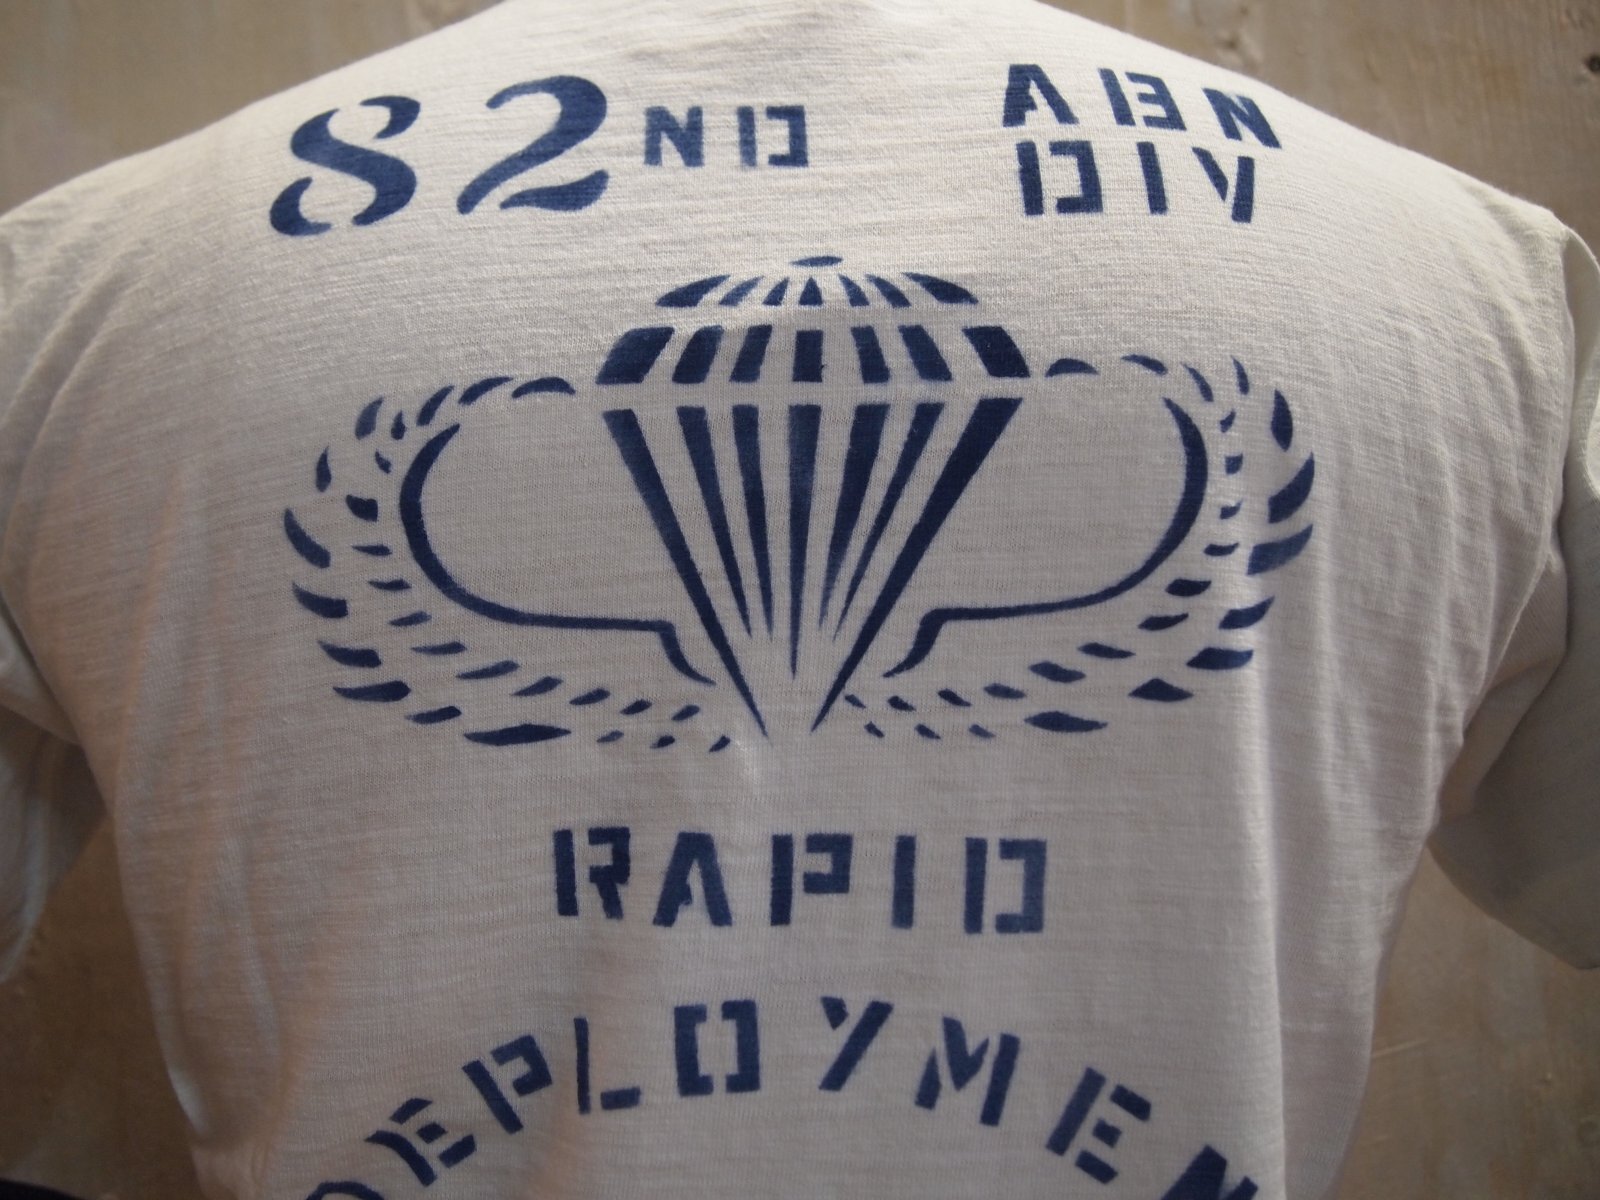 82ND ABN
DIV
RAPID
DEPLOYMEN